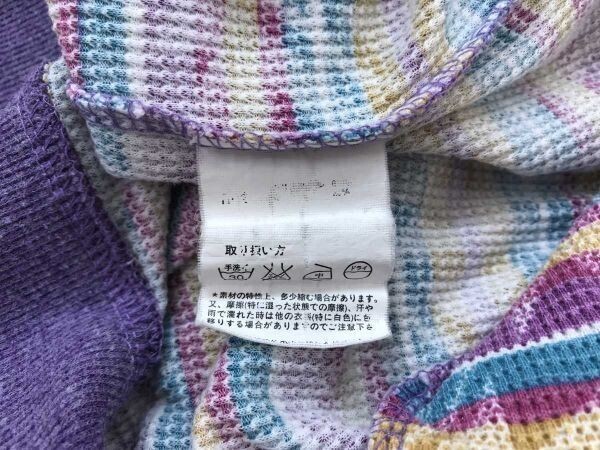 %
取り扱い方
手洗イ 中 ドライ
30
*素材の特性上、多少縮む場合があります。
又、摩擦(特に湿った状態での摩擦)、汗や
雨で濡れた時は他の衣 (特に白色)に色
移りする場合がありますのでご注意下を